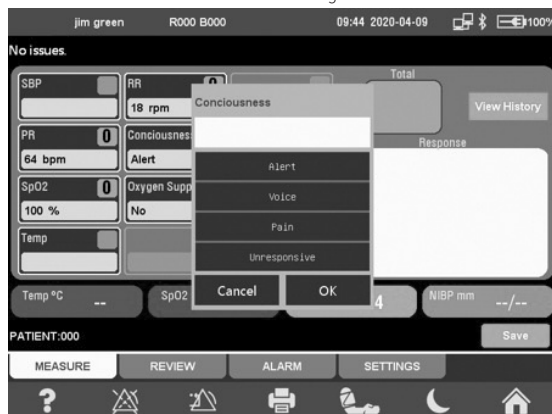 jim green R000 B000 09:44 2020-04-09 100%
No issues.
SBP RR 0 Total
18 rpm Conciousness View History
PR 0 Conciousnes Response
64 bpm Alert Alert
SpO2 0 Oxygen Supp Voice
100 % No Pain
Temp Unresponsive
Temp °C -- SpO2 Cancel OK 4 NIBP mm --/--
PATIENT:000 Save
MEASURE REVIEW ALARM SETTINGS
?